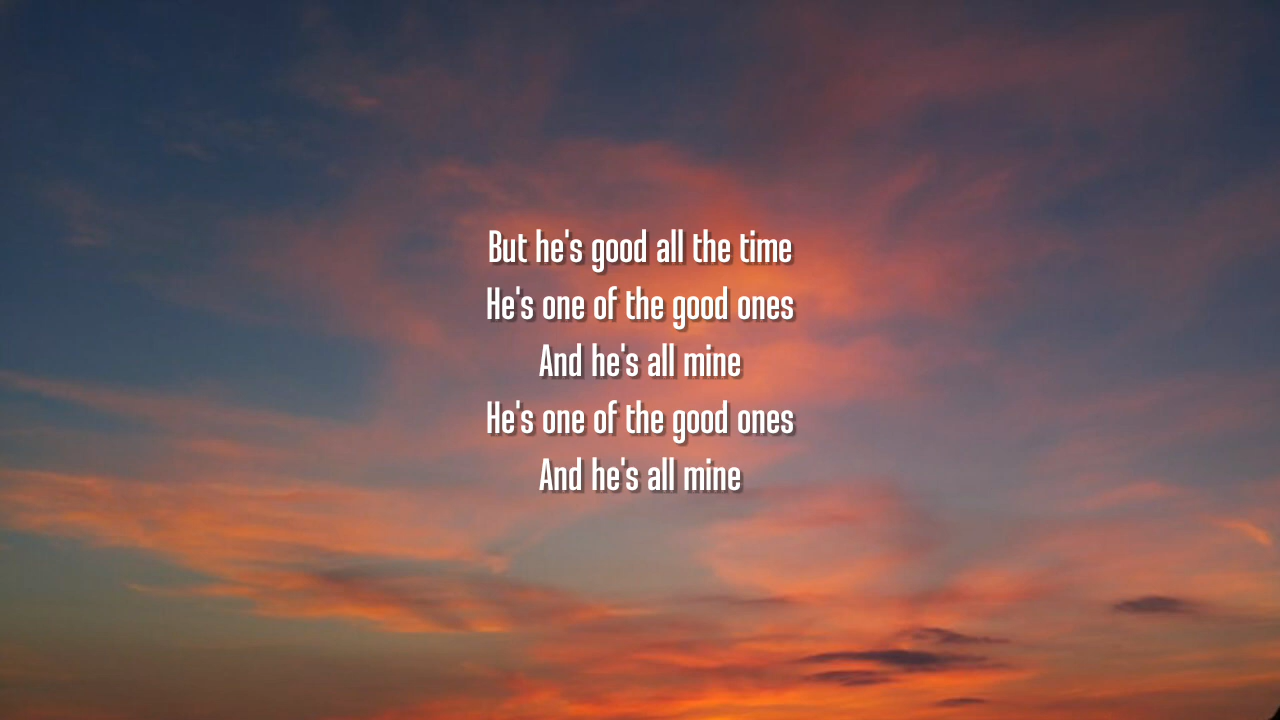 But he's good all the time
He's one of the good ones
And he's all mine
He's one of the good ones
And he's all mine